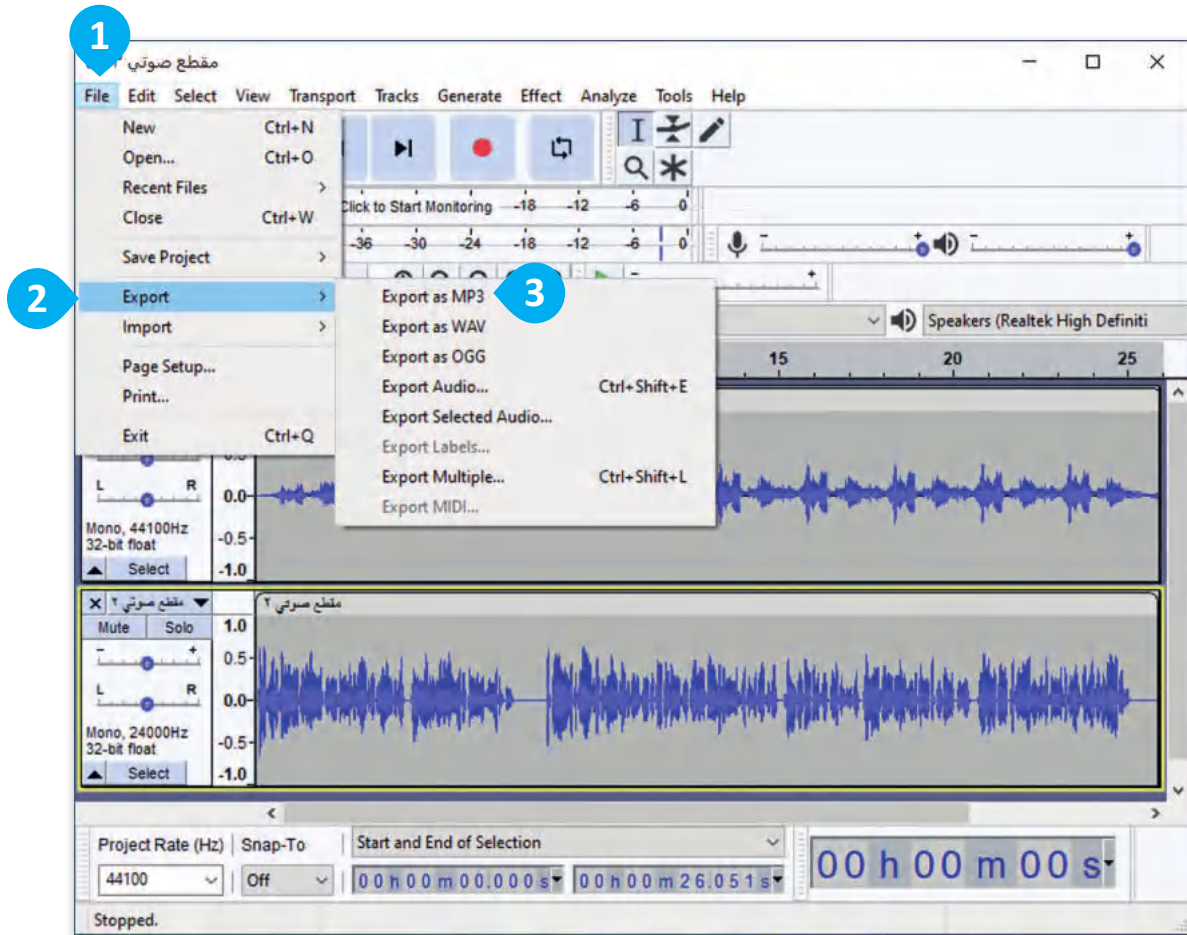 1
مقطع صوتي
File Edit Select View Transport Tracks Generate Effect Analyze Tools Help
New Ctrl+N
Open... Ctrl+O
Recent Files >
Close Ctrl+W
Save Project >
2
Export >
Import >
Page Setup...
Print...
Exit Ctrl+Q
Click to Start Monitoring -18 -12 -6 0
-36 -30 -24 -18 -12 -6 0
- +
- +
- +
Speakers (Realtek High Definiti
Export as MP3
3
Export as WAV
Export as OGG
Export Audio... Ctrl+Shift+E
Export Selected Audio...
Export Labels...
Export Multiple... Ctrl+Shift+L
Export MIDI...
15 20 25
L R
0.0
Mono, 44100Hz
32-bit float
-0.5
Select
-1.0
مقطع صوتي ٢
مقطع صوتي ٢
Mute Solo
1.0
- +
0.5
L R
0.0
Mono, 24000Hz
32-bit float
-0.5
Select
-1.0
Project Rate (Hz) Snap-To Start and End of Selection
44100 Off 00h00m00.000s 00h00m26.051s
00h00m00s
Stopped.